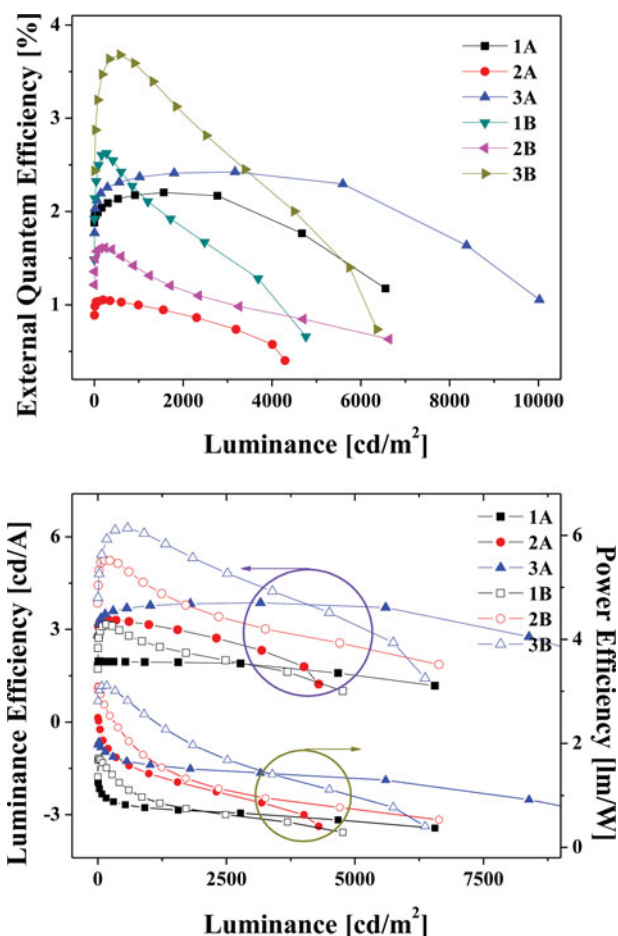 External Quantum Efficiency [%]
4
3
2
1
1A
2A
3A
1B
2B
3B
0
2000
4000
6000
8000
10000
Luminance [cd/m²]
Luminance Efficiency [cd/A]
6
3
0
-3
1A
2A
3A
1B
2B
3B
6
4
2
0
Power Efficiency [lm/W]
0
2500
5000
7500
Luminance [cd/m²]